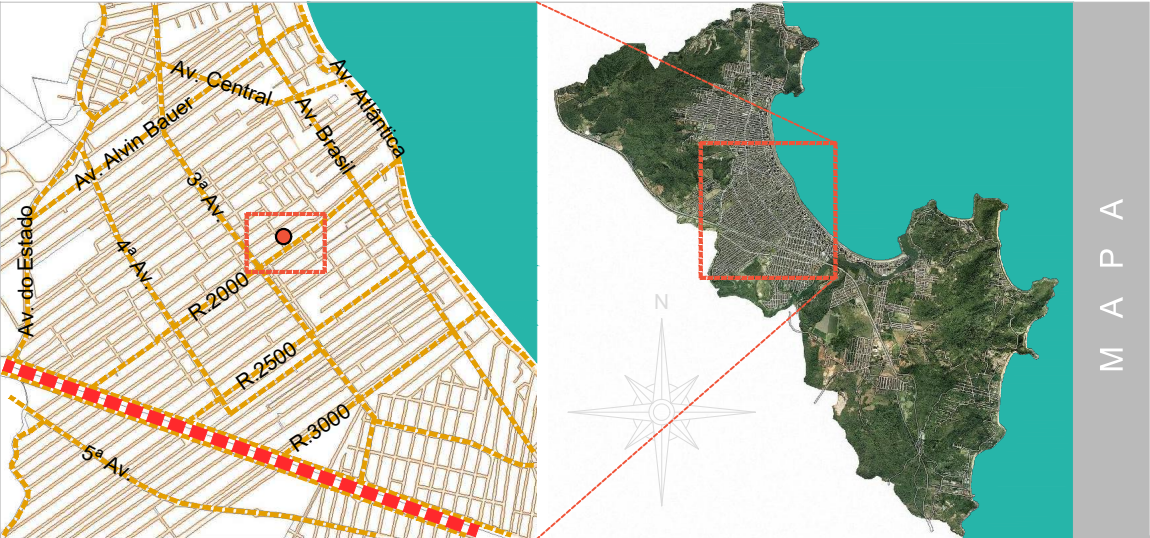 Av. Central
Av. Atlântica
Av. Alvin Bauer
Av. Brasil
3ª Av.
Av. do Estado
4ª Av.
R.2000
R.2500
R.3000
5ª Av.
N
MAPA